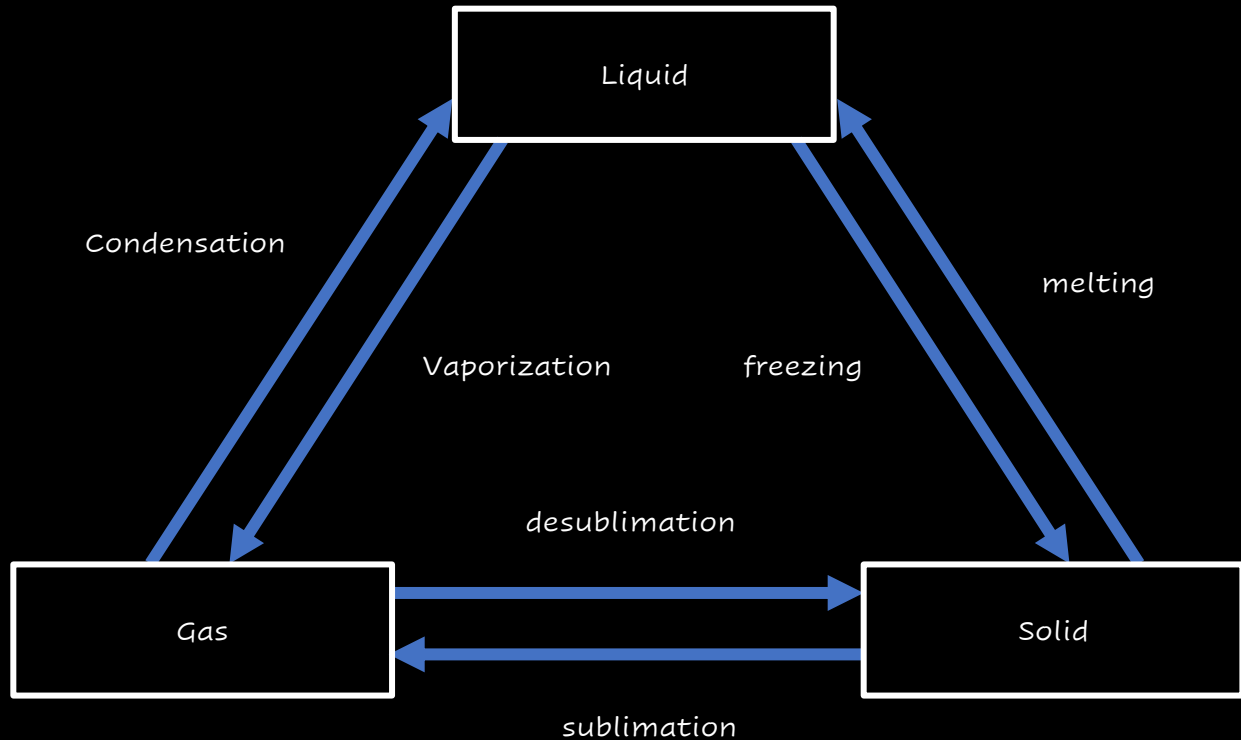 Liquid
Condensation
melting
Vaporization
freezing
desublimation
Gas
Solid
sublimation